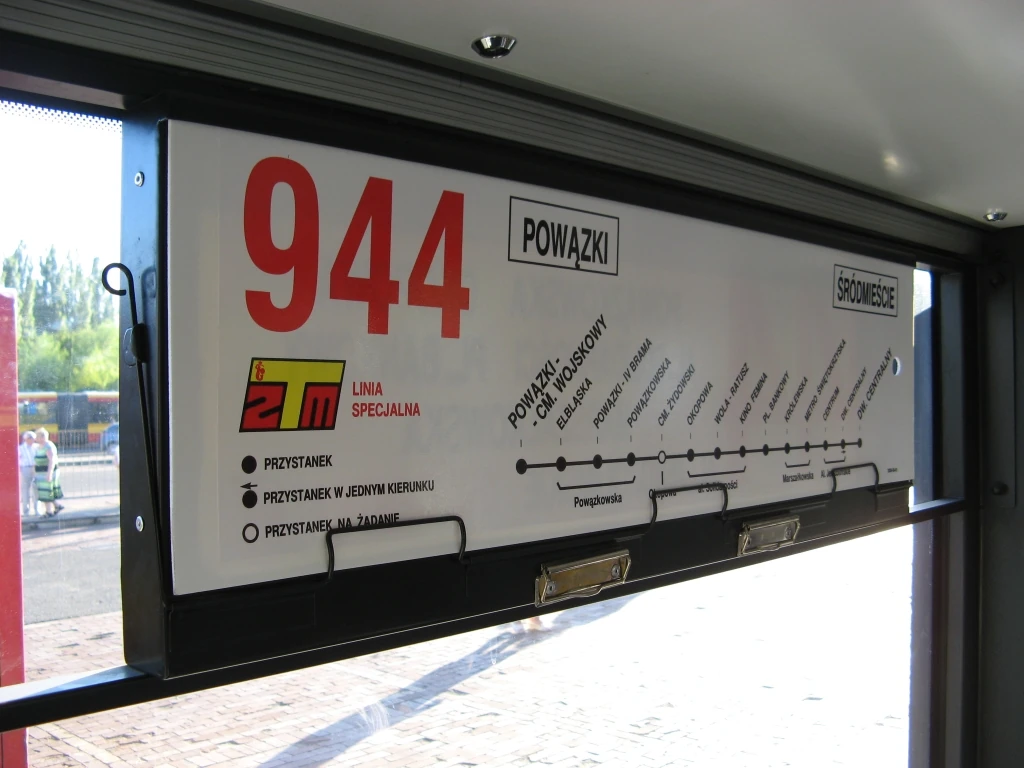 944
POWĄZKI
ŚRÓDMIEŚCIE
ZTM
LINIA
SPECJALNA
PRZYSTANEK
PRZYSTANEK W JEDNYM KIERUNKU
PRZYSTANEK NA ŻĄDANIE
POWĄZKI -
- CM. WOJSKOWY
ELBLĄSKA
POWĄZKI - IV BRAMA
POWĄZKOWSKA
CM. ŻYDOWSKI
OKOPOWA
WOLA - RATUSZ
KINO FEMINA
PL. BANKOWY
KRÓLEWSKA
METRO ŚWIĘTOKRZYSKA
CENTRUM
DW. CENTRALNY
DW. CENTRALNY
Powązkowska
al. Solidarności
Marszałkowska